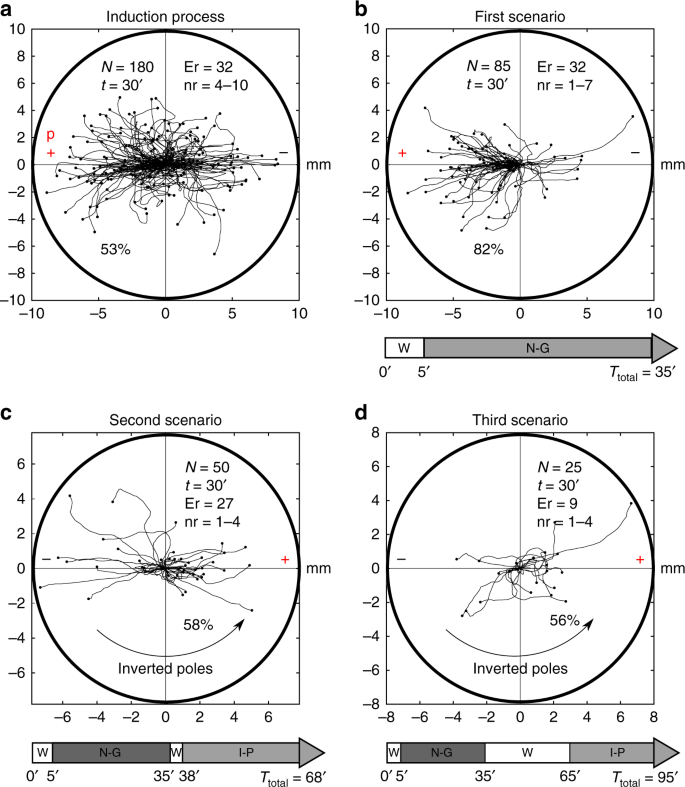 a
Induction process
N = 180
t = 30′
Er = 32
nr = 4–10
p
+
–
53%
mm
10
8
6
4
2
0
–2
–4
–6
–8
–10
–10
–5
0
5
10
b
First scenario
N = 85
t = 30′
Er = 32
nr = 1–7
+
–
82%
mm
10
8
6
4
2
0
–2
–4
–6
–8
–10
–10
–5
0
5
10
W
N-G
0′
5′
Ttotal = 35′
c
Second scenario
N = 50
t = 30′
Er = 27
nr = 1–4
–
+
58%
Inverted poles
mm
6
4
2
0
–2
–4
–6
–6
–4
–2
0
2
4
6
W
N-G
W
I-P
0′
5′
35′
38′
Ttotal = 68′
d
Third scenario
N = 25
t = 30′
Er = 9
nr = 1–4
–
+
56%
Inverted poles
mm
8
6
4
2
0
–2
–4
–6
–8
–8
–6
–4
–2
0
2
4
6
8
W
N-G
W
I-P
0′
5′
35′
65′
Ttotal = 95′